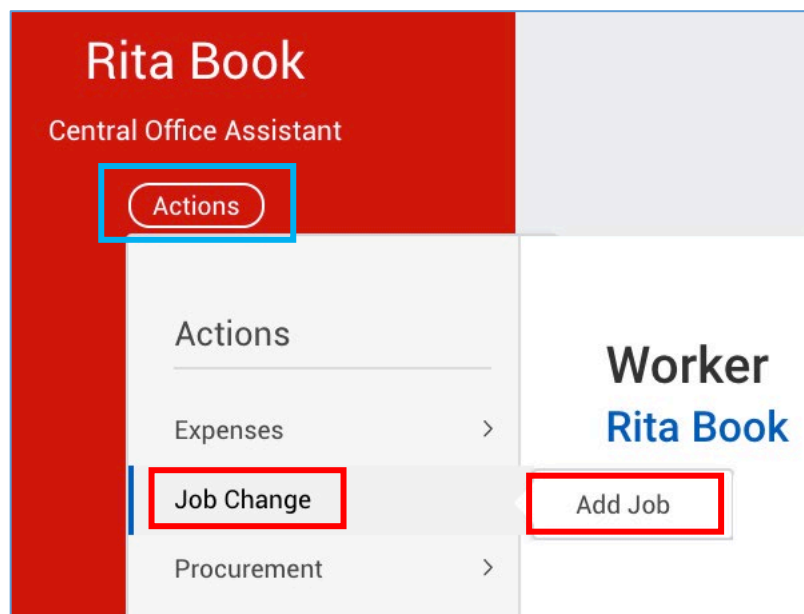 Rita Book
Central Office Assistant
Actions
Actions
Worker
Rita Book
Expenses
Job Change
Add Job
Procurement